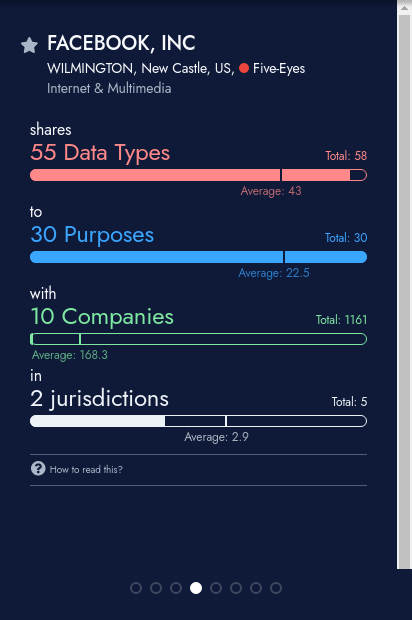 FACEBOOK, INC
WILMINGTON, New Castle, US, Five-Eyes
Internet & Multimedia
shares
55 Data Types Total: 58
Average: 43
to
30 Purposes Total: 30
Average: 22.5
with
10 Companies Total: 1161
Average: 168.3
in
2 jurisdictions Total: 5
Average: 2.9
? How to read this?